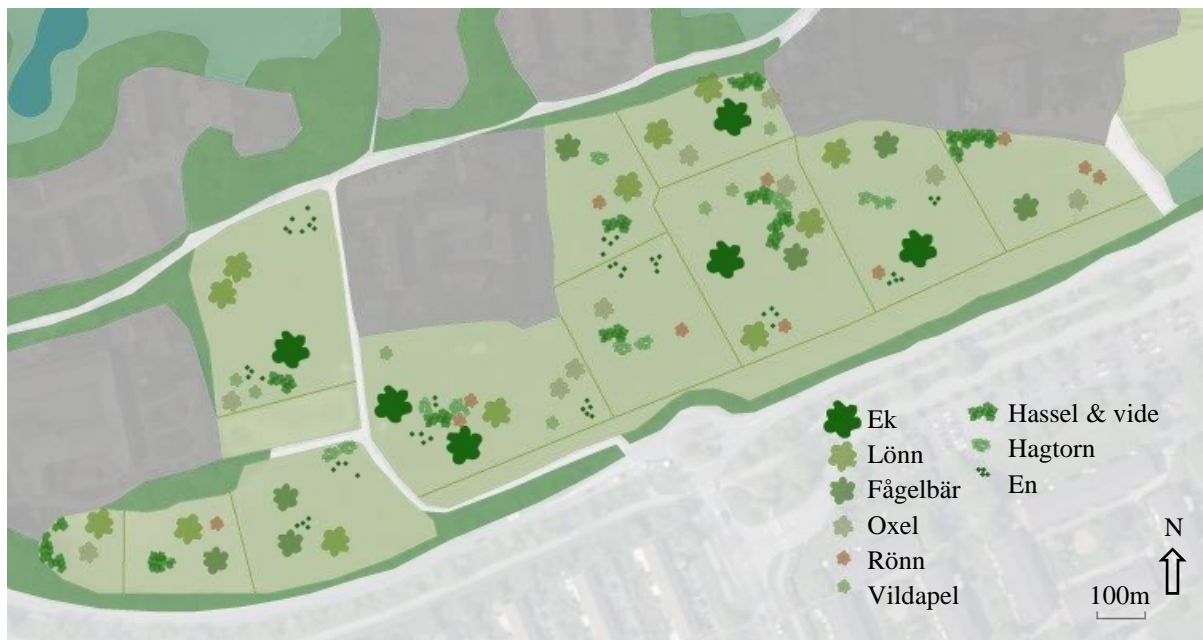 Ek
Lönn
Fågelbär
Oxel
Rönn
Vildapel
Hassel & vide
Hagtorn
En
N
100m